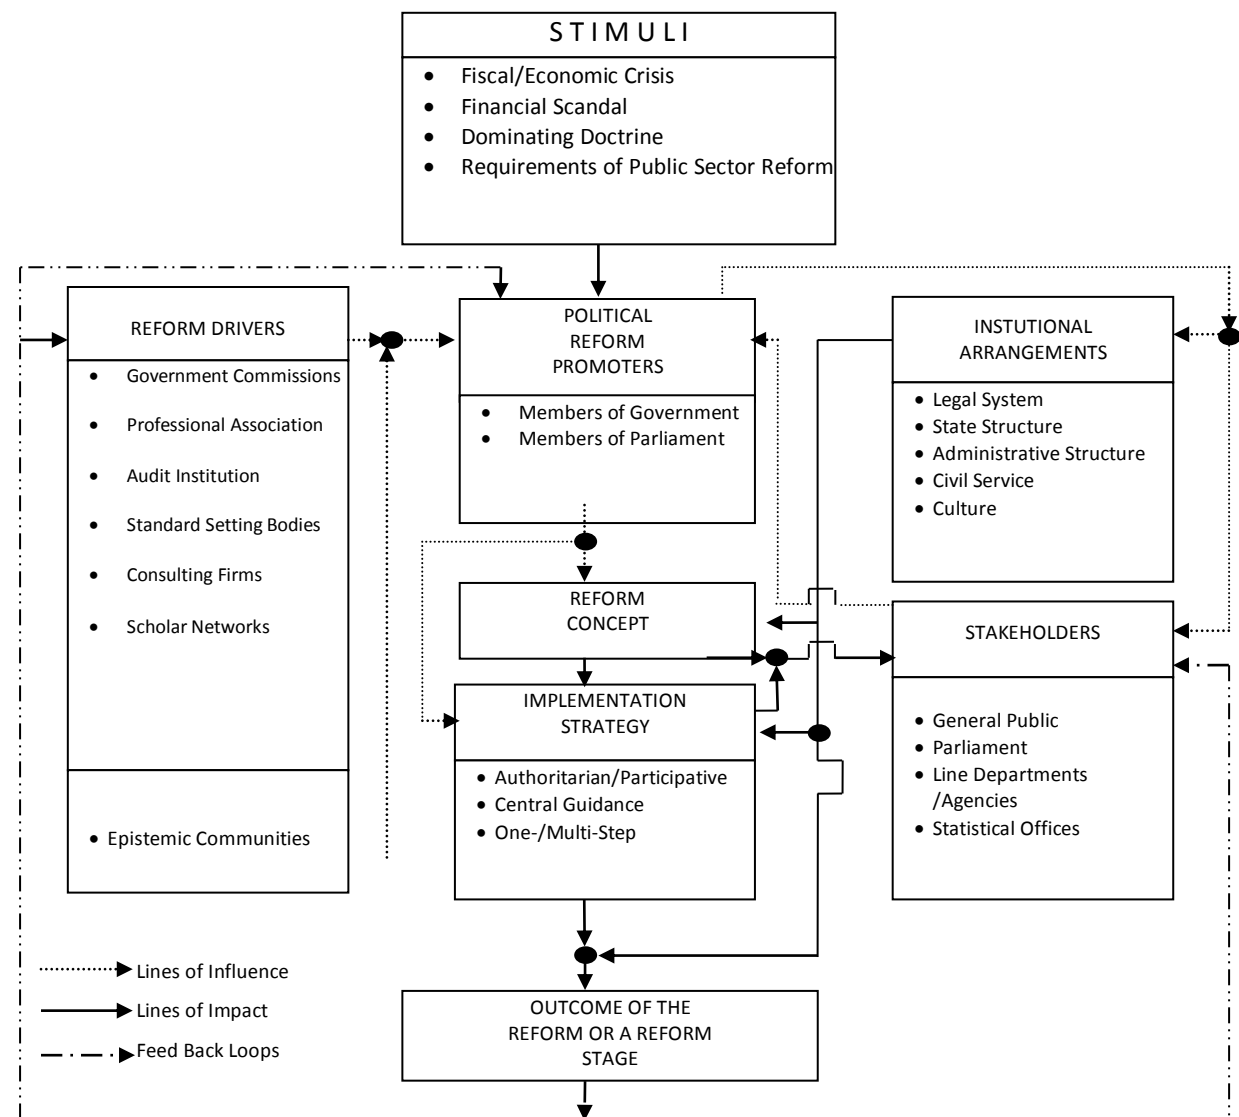 S T I M U L I
• Fiscal/Economic Crisis
• Financial Scandal
• Dominating Doctrine
• Requirements of Public Sector Reform
REFORM DRIVERS
• Government Commissions
• Professional Association
• Audit Institution
• Standard Setting Bodies
• Consulting Firms
• Scholar Networks
• Epistemic Communities
POLITICAL
REFORM
PROMOTERS
• Members of Government
• Members of Parliament
INSTUTIONAL
ARRANGEMENTS
• Legal System
• State Structure
• Administrative Structure
• Civil Service
• Culture
REFORM
CONCEPT
STAKEHOLDERS
• General Public
• Parliament
• Line Departments
/Agencies
• Statistical Offices
IMPLEMENTATION
STRATEGY
• Authoritarian/Participative
• Central Guidance
• One-/Multi-Step
OUTCOME OF THE
REFORM OR A REFORM
STAGE
Lines of Influence
Lines of Impact
Feed Back Loops